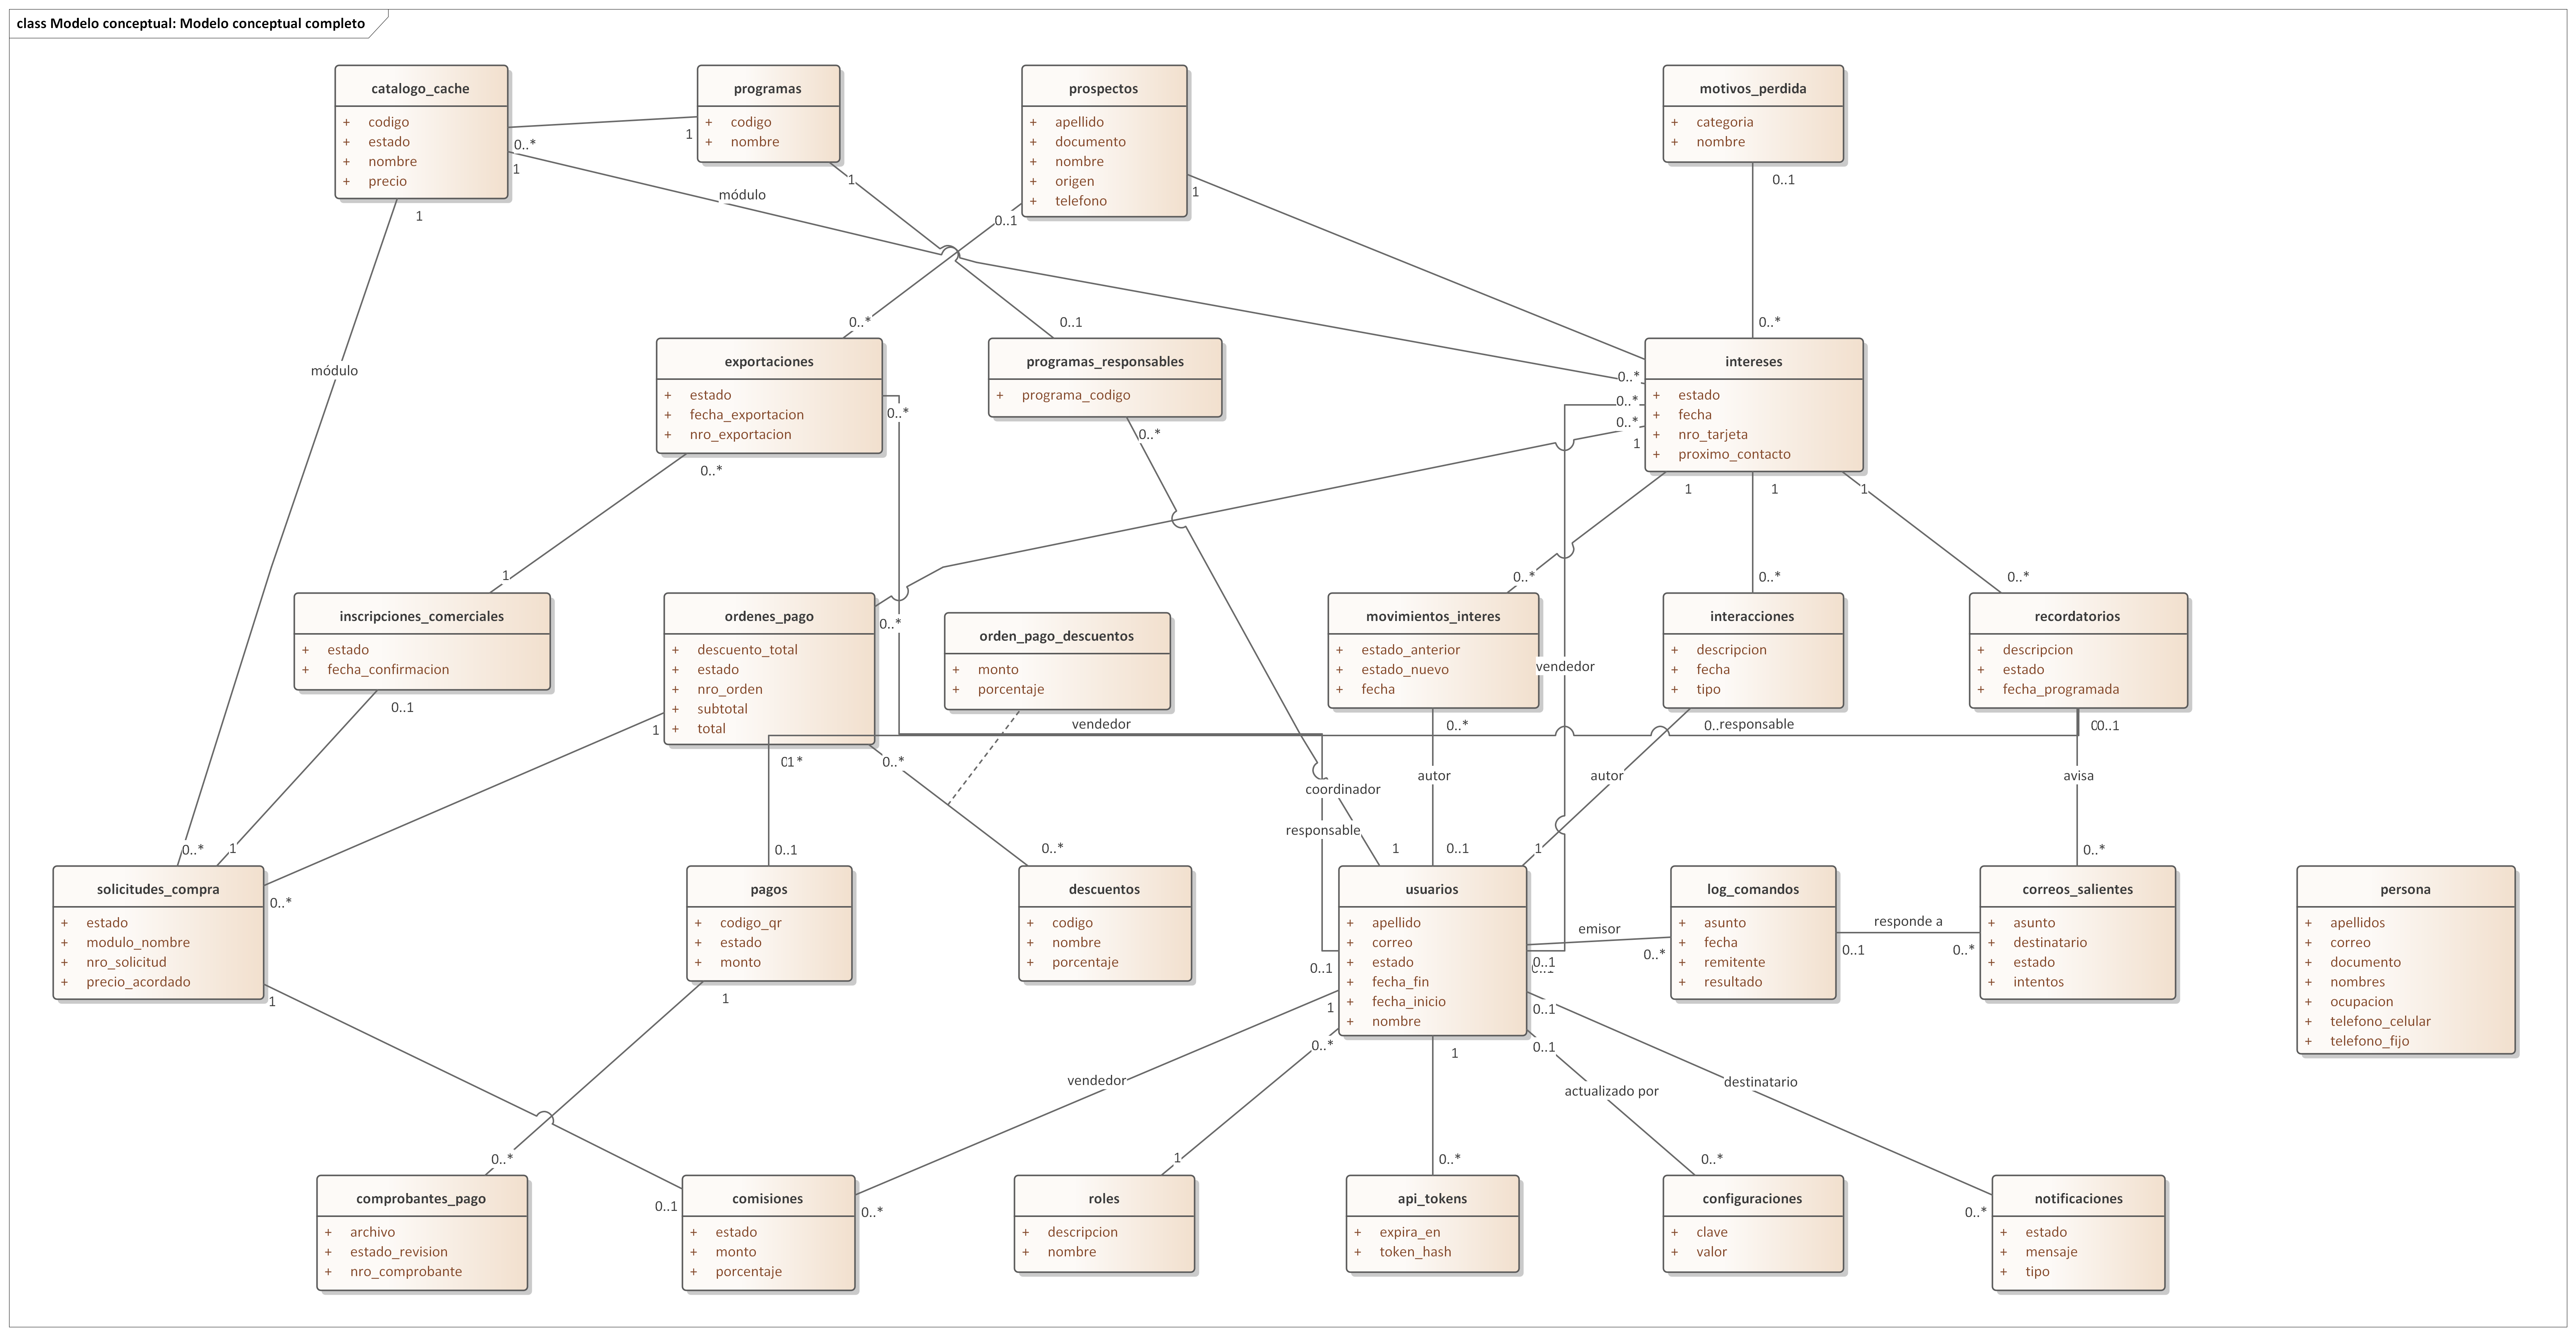 class Modelo conceptual: Modelo conceptual completo
catalogo_cache
+ codigo
+ estado
+ nombre
+ precio
programas
+ codigo
+ nombre
prospectos
+ apellido
+ documento
+ nombre
+ origen
+ telefono
motivos_perdida
+ categoria
+ nombre
1
0..*
1
módulo
1
1
0..1
1
0..1
módulo
0..*
0..1
0..*
exportaciones
+ estado
+ fecha_exportacion
+ nro_exportacion
programas_responsables
+ programa_codigo
intereses
+ estado
+ fecha
+ nro_tarjeta
+ proximo_contacto
0..*
0..*
0..*
1
0..*
0..*
0..*
1
1
1
1
0..*
0..*
0..*
inscripciones_comerciales
+ estado
+ fecha_confirmacion
ordenes_pago
+ descuento_total
+ estado
+ nro_orden
+ subtotal
+ total
orden_pago_descuentos
+ monto
+ porcentaje
movimientos_interes
+ estado_anterior
+ estado_nuevo
+ fecha
interacciones
+ descripcion
+ fecha
+ tipo
recordatorios
+ descripcion
+ estado
+ fecha_programada
0..*
vendedor
0..1
1
vendedor
0..*
responsable
0..1
0..*
autor
autor
avisa
coordinador
responsable
0..*
1
0..1
0..*
1
0..1
1
0..*
solicitudes_compra
+ estado
+ modulo_nombre
+ nro_solicitud
+ precio_acordado
pagos
+ codigo_qr
+ estado
+ monto
descuentos
+ codigo
+ nombre
+ porcentaje
usuarios
+ apellido
+ correo
+ estado
+ fecha_fin
+ fecha_inicio
+ nombre
log_comandos
+ asunto
+ fecha
+ remitente
+ resultado
correos_salientes
+ asunto
+ destinatario
+ estado
+ intentos
persona
+ apellidos
+ correo
+ documento
+ nombres
+ ocupacion
+ telefono_celular
+ telefono_fijo
0..*
emisor
0..*
responde a
0..1
0..*
0..1
0..1
1
1
1
0..*
1
0..1
0..1
vendedor
actualizado por
destinatario
0..*
1
0..*
0..*
0..1
0..*
0..*
comprobantes_pago
+ archivo
+ estado_revision
+ nro_comprobante
comisiones
+ estado
+ monto
+ porcentaje
roles
+ descripcion
+ nombre
api_tokens
+ expira_en
+ token_hash
configuraciones
+ clave
+ valor
notificaciones
+ estado
+ mensaje
+ tipo